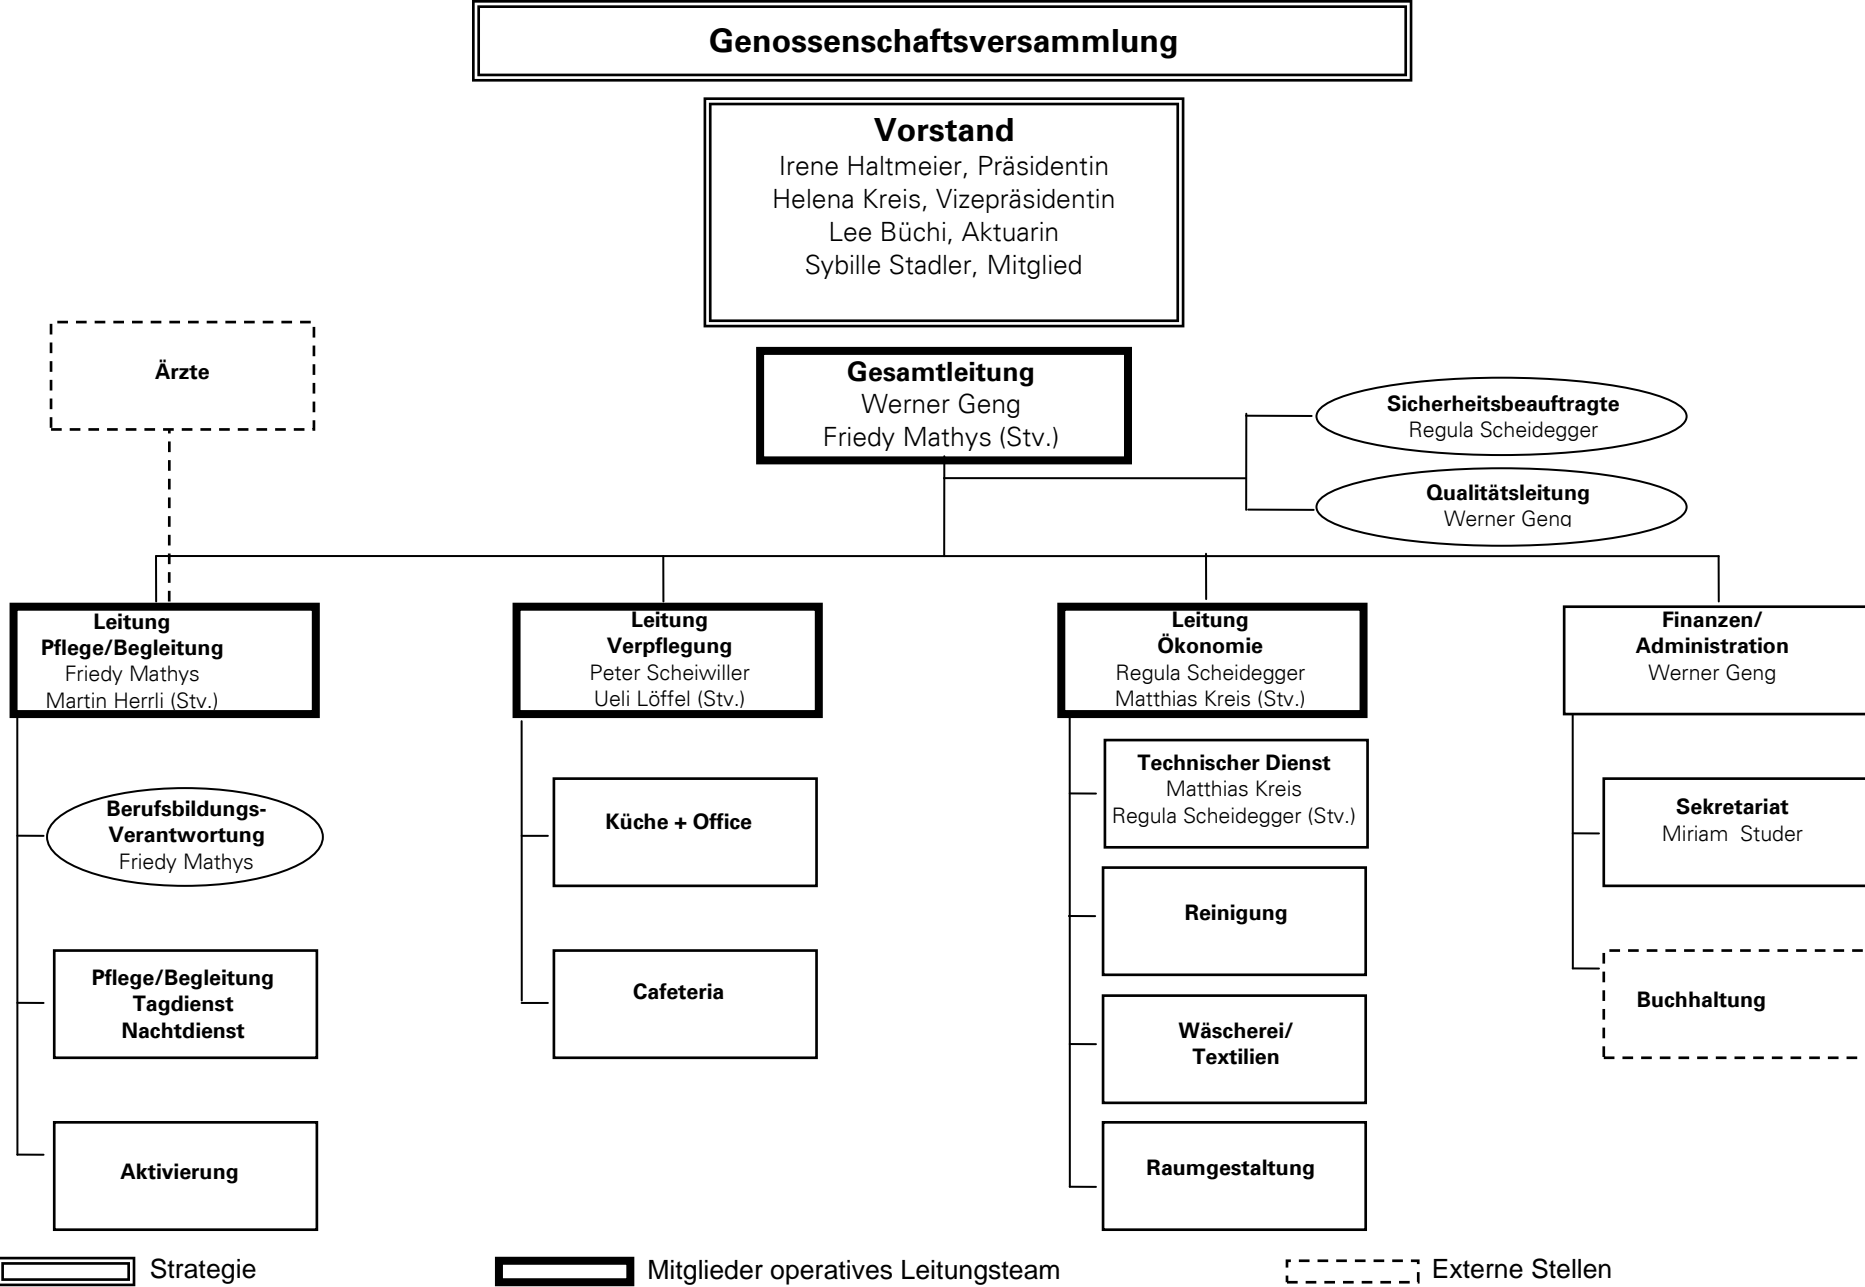 Genossenschaftsversammlung
Vorstand
Irene Haltmeier, Präsidentin
Helena Kreis, Vizepräsidentin
Lee Büchi, Aktuarin
Sybille Stadler, Mitglied
Ärzte
Gesamtleitung
Werner Geng
Friedy Mathys (Stv.)
Sicherheitsbeauftragte
Regula Scheidegger
Qualitätsleitung
Werner Geng
Leitung
Pflege/Begleitung
Friedy Mathys
Martin Herrli (Stv.)
Leitung
Verpflegung
Peter Scheiwiller
Ueli Löffel (Stv.)
Leitung
Ökonomie
Regula Scheidegger
Matthias Kreis (Stv.)
Finanzen/
Administration
Werner Geng
Berufsbildungs-
Verantwortung
Friedy Mathys
Pflege/Begleitung
Tagdienst
Nachtdienst
Aktivierung
Küche + Office
Cafeteria
Technischer Dienst
Matthias Kreis
Regula Scheidegger (Stv.)
Reinigung
Wäscherei/
Textilien
Raumgestaltung
Sekretariat
Miriam Studer
Buchhaltung
Strategie
Mitglieder operatives Leitungsteam
Externe Stellen